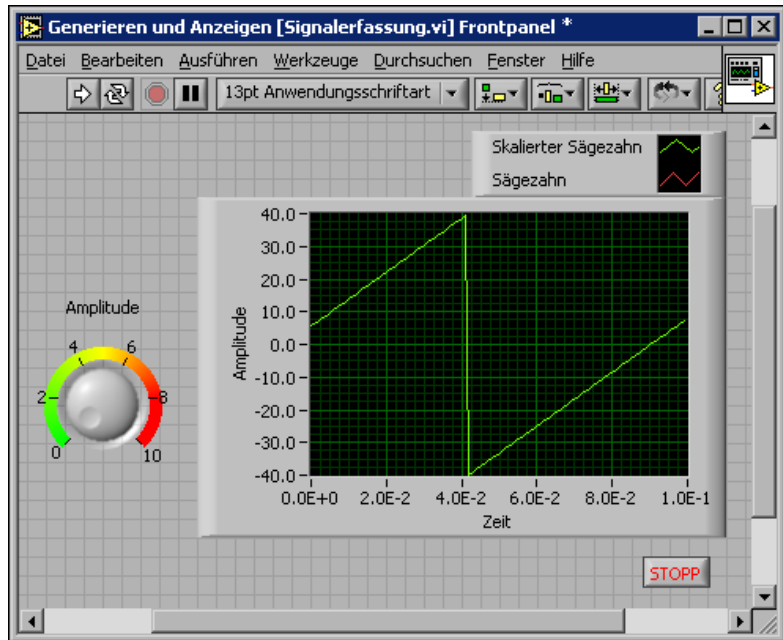 Generieren und Anzeigen [Signalerfassung.vi] Frontpanel *
Datei Bearbeiten Ausführen Werkzeuge Durchsuchen Fenster Hilfe
13pt Anwendungsschriftart
Skalierter Sägezahn
Sägezahn
Amplitude
0
2
4
6
8
10
Amplitude
40.0
30.0
20.0
10.0
0.0
-10.0
-20.0
-30.0
-40.0
0.0E+0 2.0E-2 4.0E-2 6.0E-2 8.0E-2 1.0E-1
Zeit
STOPP